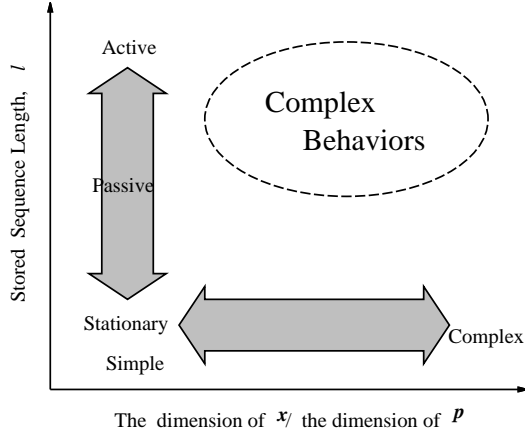 Active
Complex
Behaviors
Passive
Stationary
Simple
Complex
Stored Sequence Length, l
The dimension of x/ the dimension of p